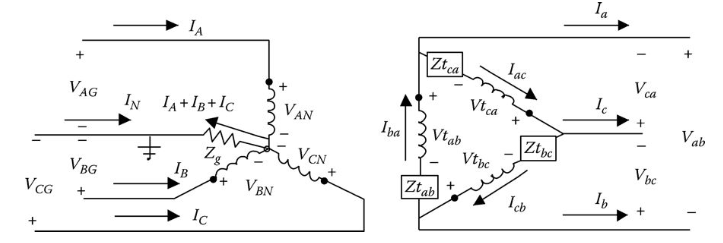 I_A
+
V_AG
I_N
I_A + I_B + I_C
+
V_AN
−
−
−
−
Z_g
−
−
V_CN
+
V_BG
I_B
+
V_BN
V_CG
+
I_C
+
I_a
−
+
Zt_ca
I_ac
−
Vt_ca
+
V_ca
+
I_ba
Vt_ab
−
I_c
+
−
V_ab
Vt_bc
−
Zt_bc
Zt_ab
+
I_cb
V_bc
I_b
+
−